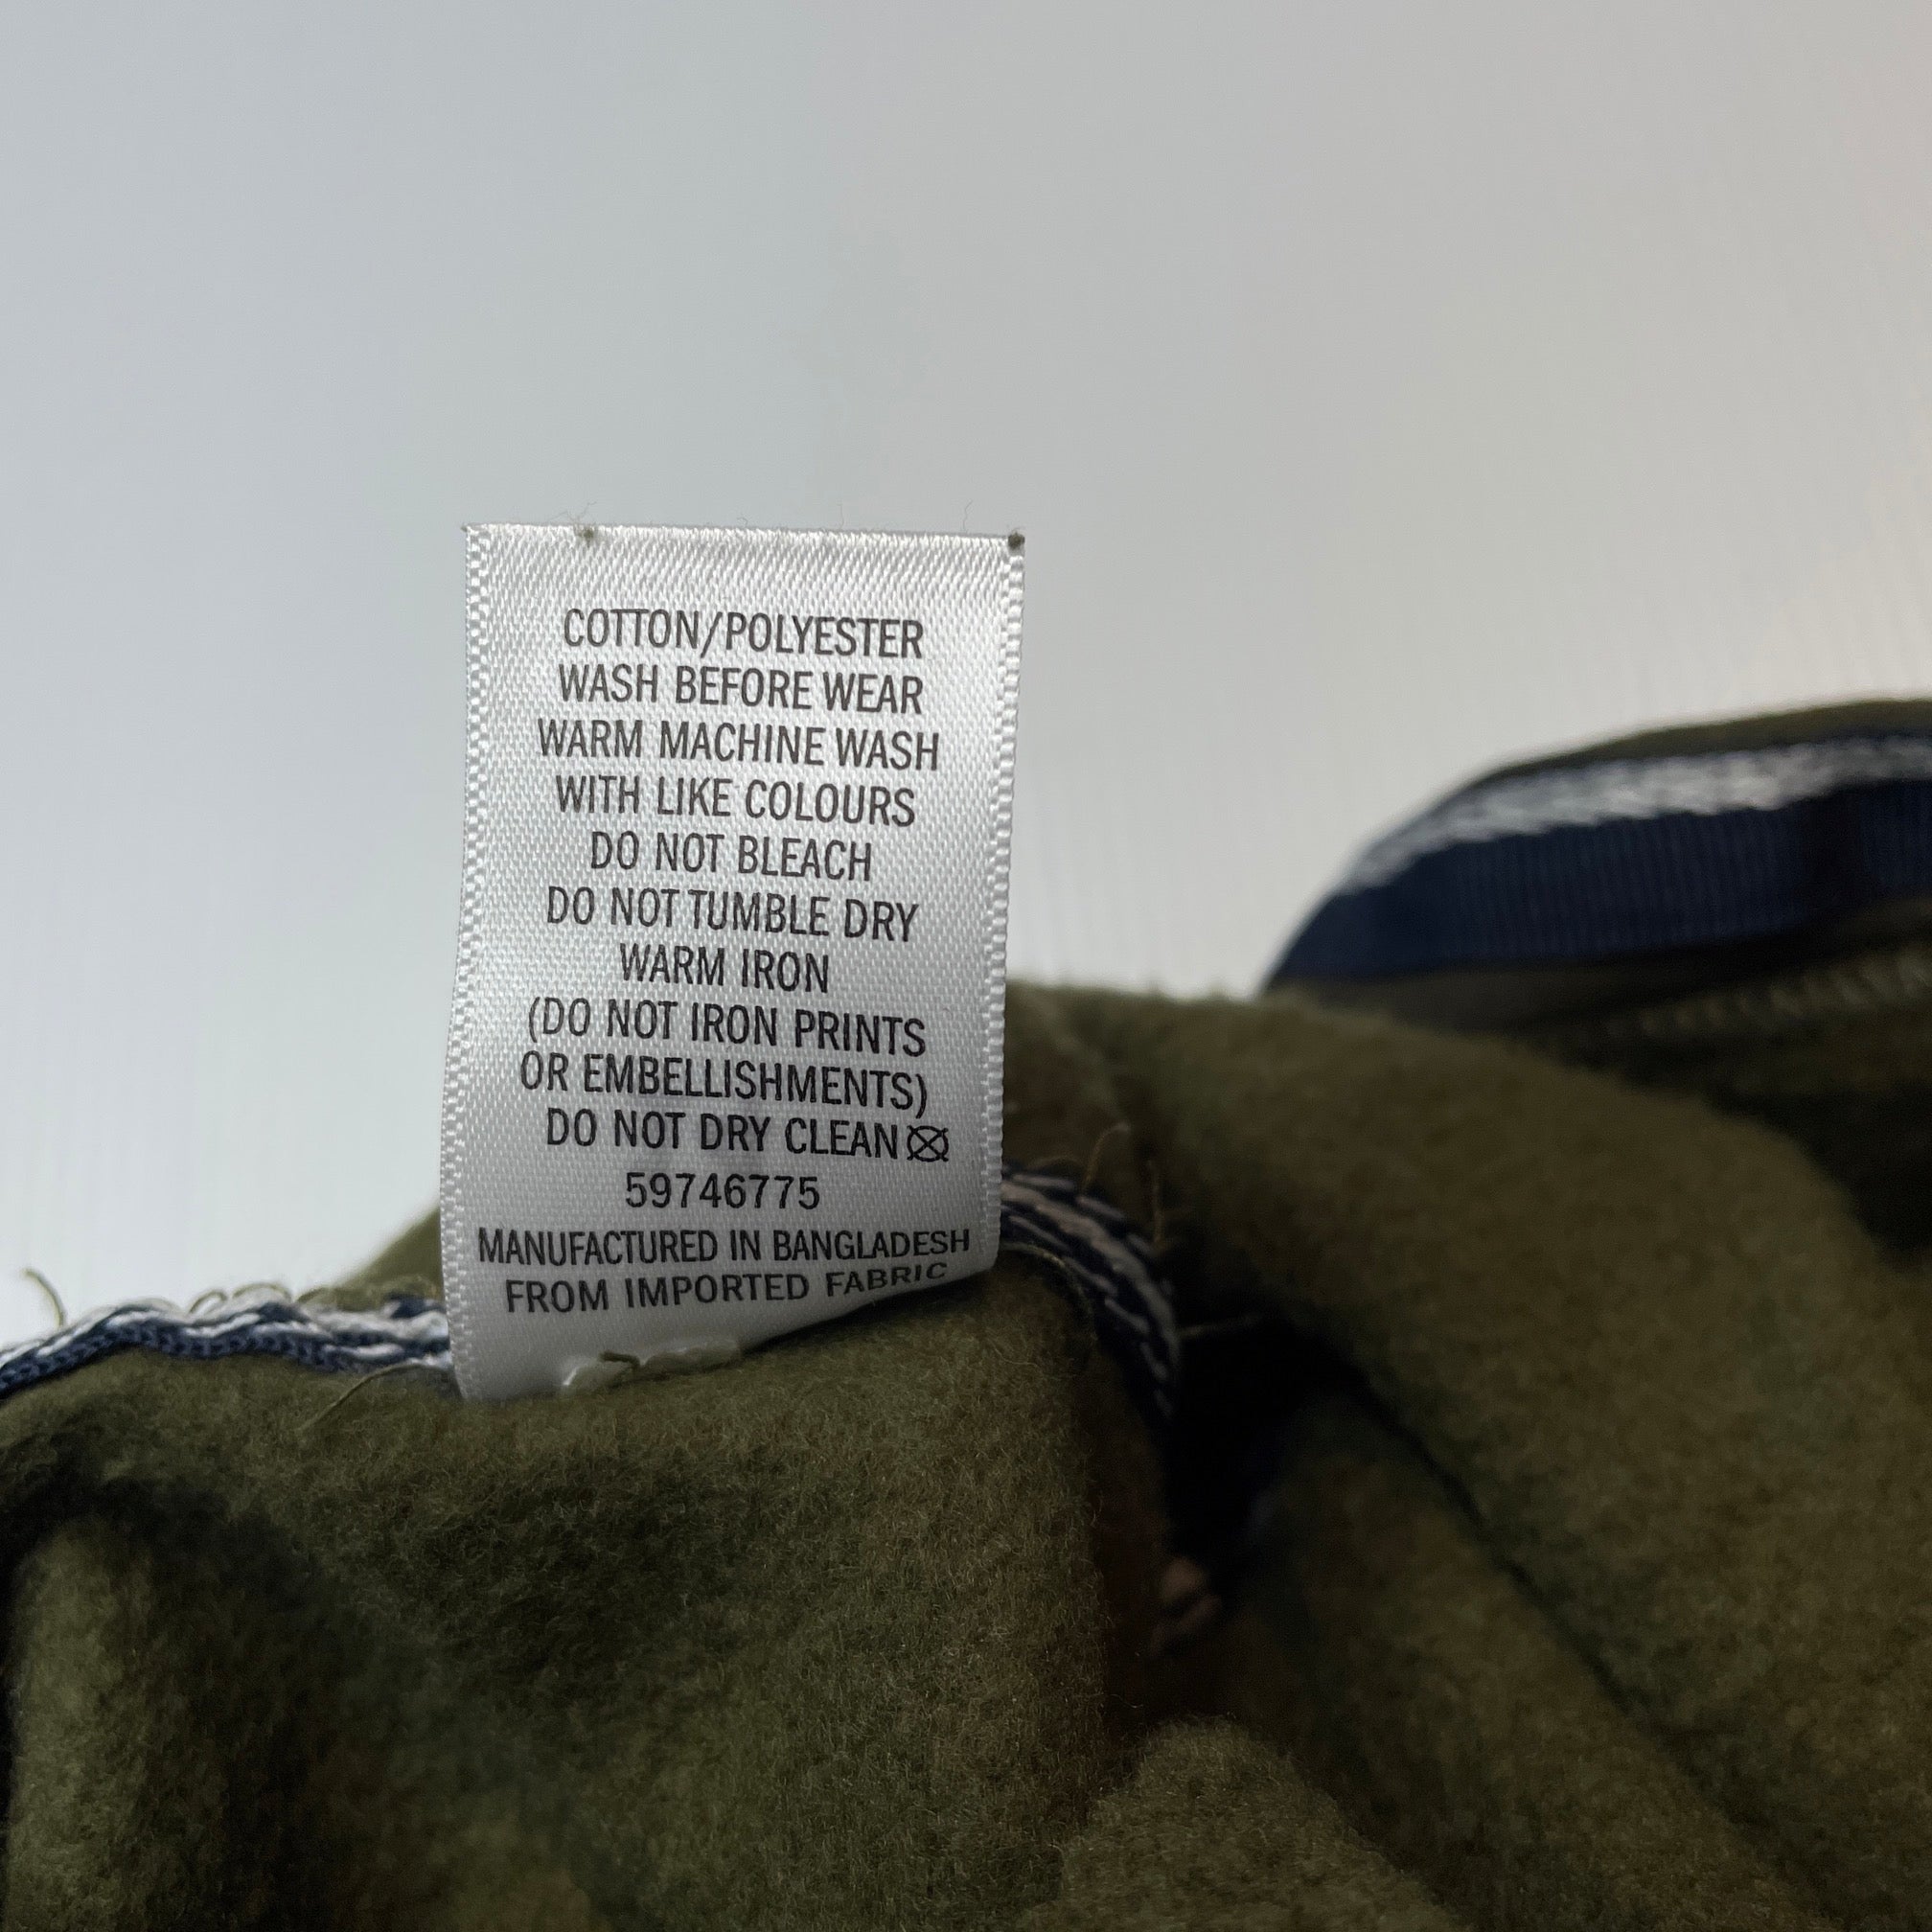 COTTON/POLYESTER
WASH BEFORE WEAR
WARM MACHINE WASH
WITH LIKE COLOURS
DO NOT BLEACH
DO NOT TUMBLE DRY
WARM IRON
(DO NOT IRON PRINTS
OR EMBELLISHMENTS)
DO NOT DRY CLEAN
59746775
MANUFACTURED IN BANGLADESH
FROM IMPORTED FABRIC